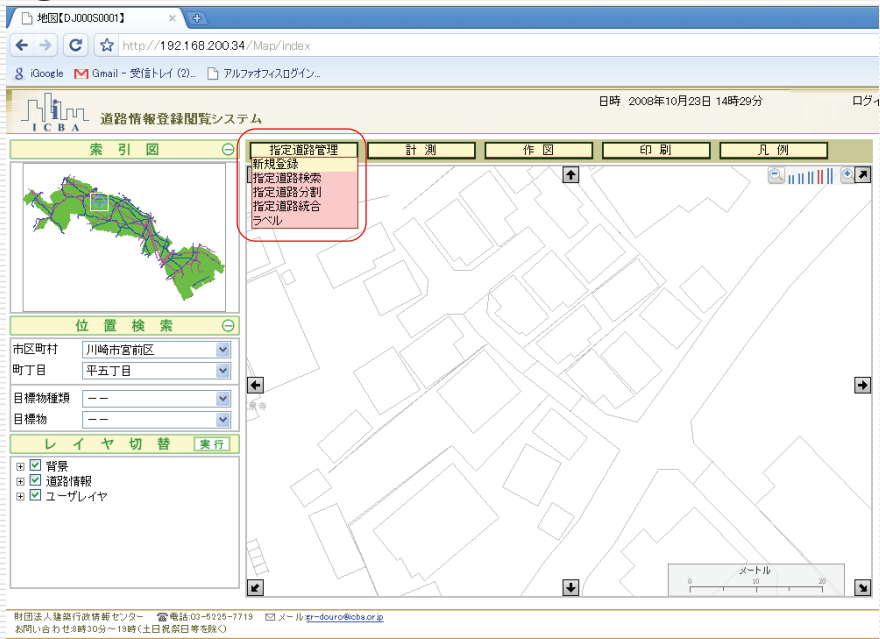 地図【DJ000S0001】
http://192.168.200.34/Map/Index
iGoogle Gmail - 受信トレイ (2)... アルファオフィスログイン...
ICBA 道路情報登録閲覧システム
日時 2008年10月23日 14時29分 ログイ
索引図
指定道路管理 計測 作図 印刷 凡例
新規登録
指定道路検索
指定道路分割
指定道路統合
ラベル
位置検索
市区町村 川崎市宮前区
町丁目 平五丁目
目標物種類 −−
目標物 −−
泉寺
レイヤ切替 実行
背景
道路情報
ユーザレイヤ
メートル
0 10 20
財団法人建築行政情報センター ☎電話:03-5225-7719 メール:gr-douro@icba.or.jp
お問い合わせ:9時30分～19時(土日祝祭日等を除く)